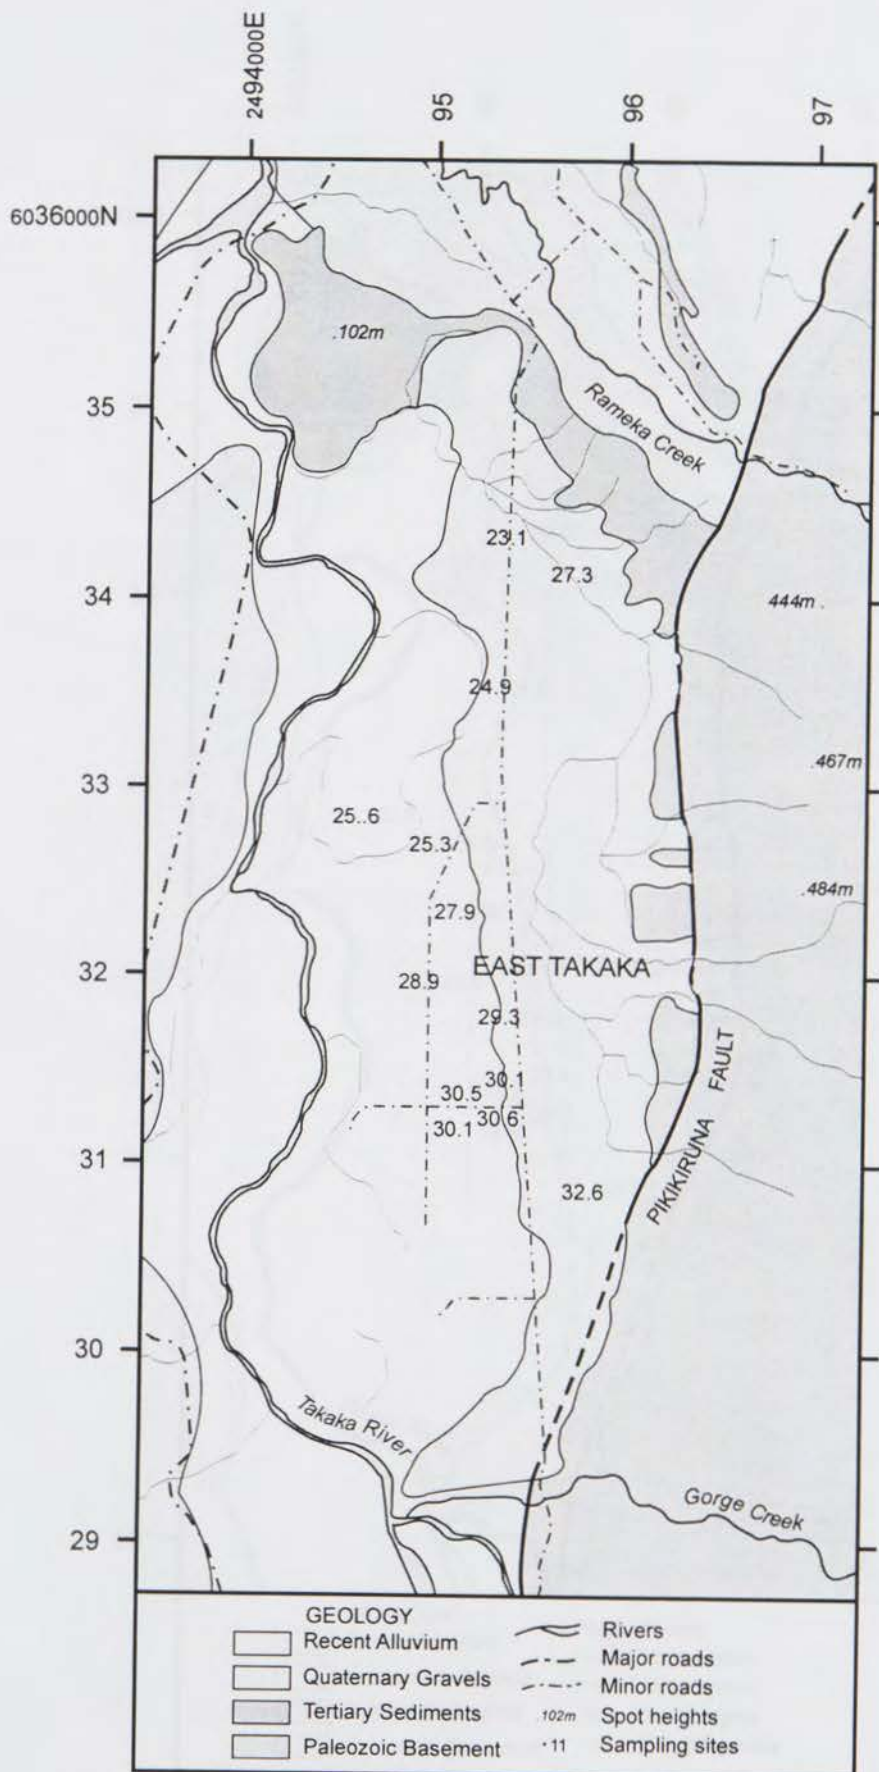 2494000E
95
96
97
6036000N
.102m
35
Rameka Creek
23.1
27.3
34
444m .
24.9
33
.467m
25..6
25.3
.484m
27.9
EAST TAKAKA
32
28.9
29.3
PIKIKIRUNA FAULT
30.1
30.5
30.1
30.6
31
32.6
30
Takaka River
Gorge Creek
29
GEOLOGY
Recent Alluvium
Quaternary Gravels
Tertiary Sediments
Paleozoic Basement
Rivers
Major roads
Minor roads
.102m Spot heights
•11 Sampling sites